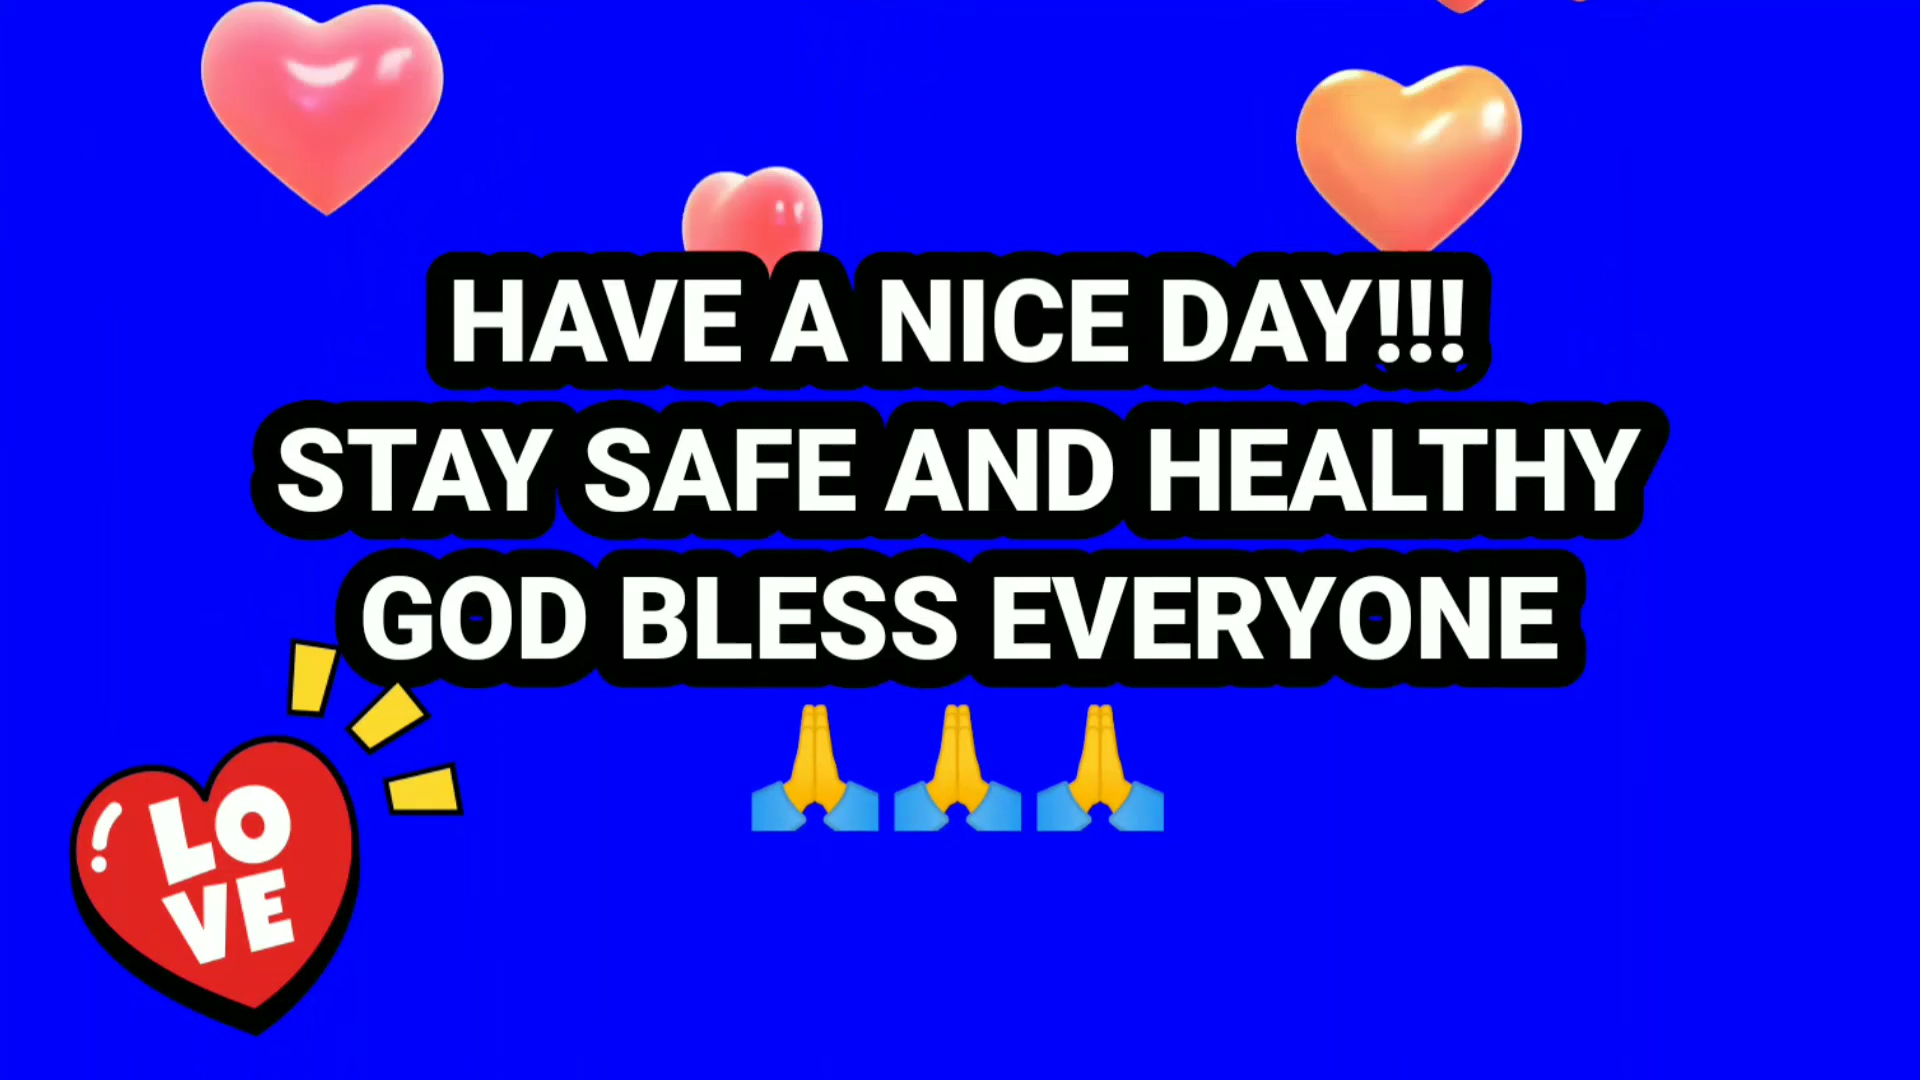 HAVE A NICE DAY!!!
STAY SAFE AND HEALTHY
GOD BLESS EVERYONE
🙏🙏🙏
LO
VE